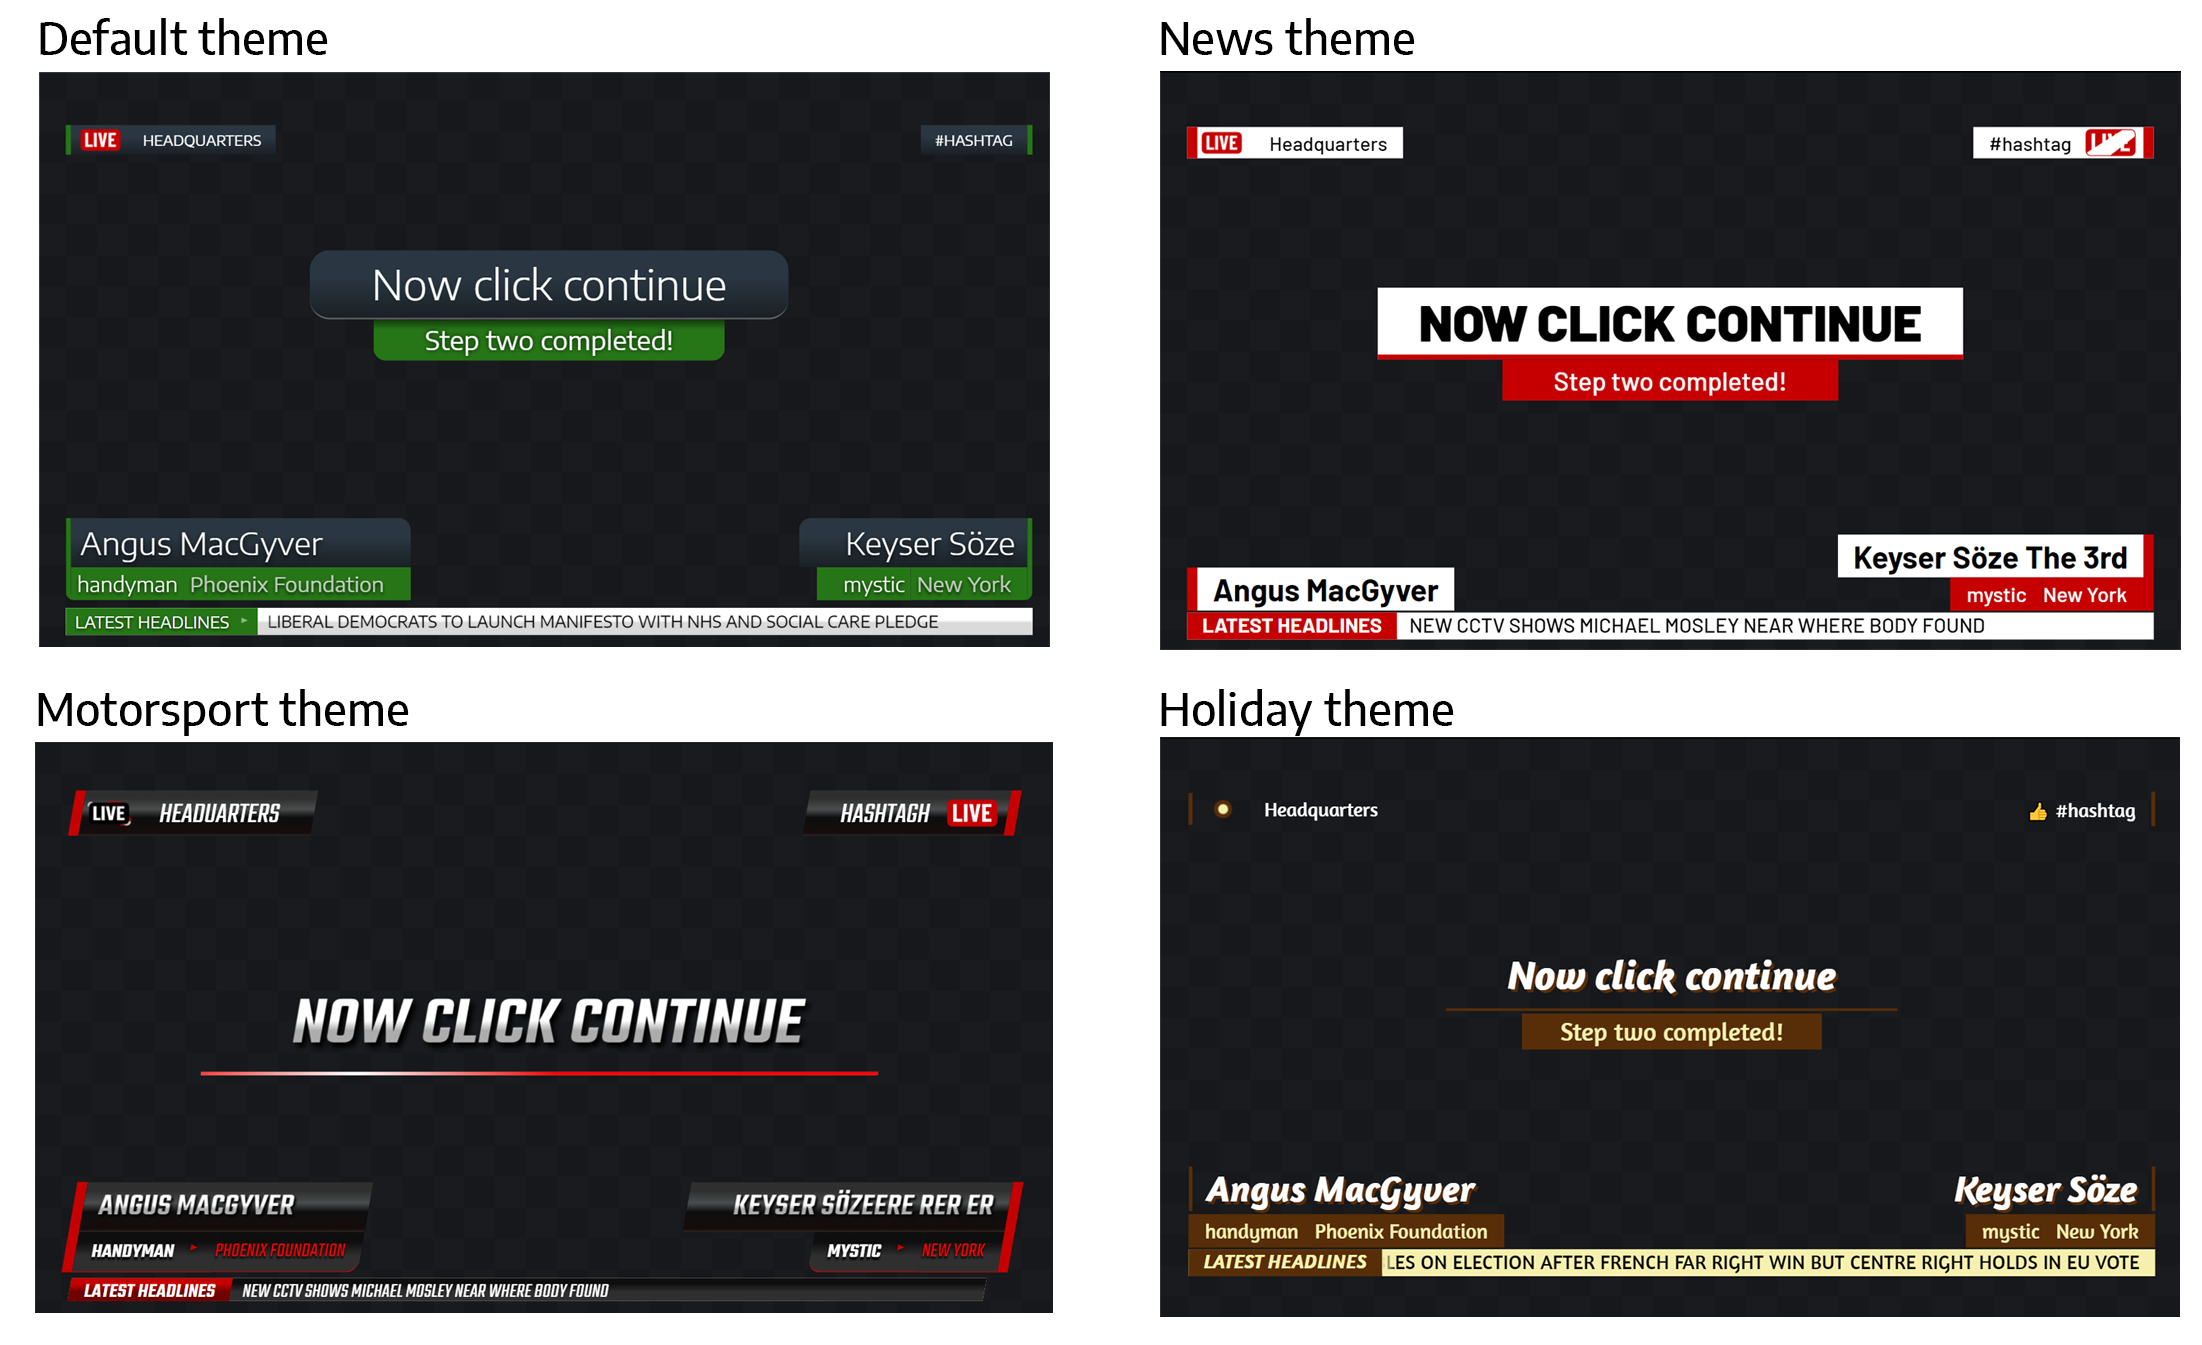 Default theme
LIVE HEADQUARTERS
#HASHTAG
Now click continue
Step two completed!
Angus MacGyver
handyman Phoenix Foundation
Keyser Söze
mystic New York
LATEST HEADLINES LIBERAL DEMOCRATS TO LAUNCH MANIFESTO WITH NHS AND SOCIAL CARE PLEDGE
News theme
LIVE Headquarters
#hashtag LIVE
NOW CLICK CONTINUE
Step two completed!
Angus MacGyver
Keyser Söze The 3rd
mystic New York
LATEST HEADLINES NEW CCTV SHOWS MICHAEL MOSLEY NEAR WHERE BODY FOUND
Motorsport theme
LIVE HEADUARTERS
HASHTAGH LIVE
NOW CLICK CONTINUE
ANGUS MACGYVER
HANDYMAN PHOENIX FOUNDATION
KEYSER SÖZEERE RER ER
MYSTIC NEW YORK
LATEST HEADLINES NEW CCTV SHOWS MICHAEL MOSLEY NEAR WHERE BODY FOUND
Holiday theme
Headquarters
👍 #hashtag
Now click continue
Step two completed!
Angus MacGyver
handyman Phoenix Foundation
Keyser Söze
mystic New York
LATEST HEADLINES LES ON ELECTION AFTER FRENCH FAR RIGHT WIN BUT CENTRE RIGHT HOLDS IN EU VOTE